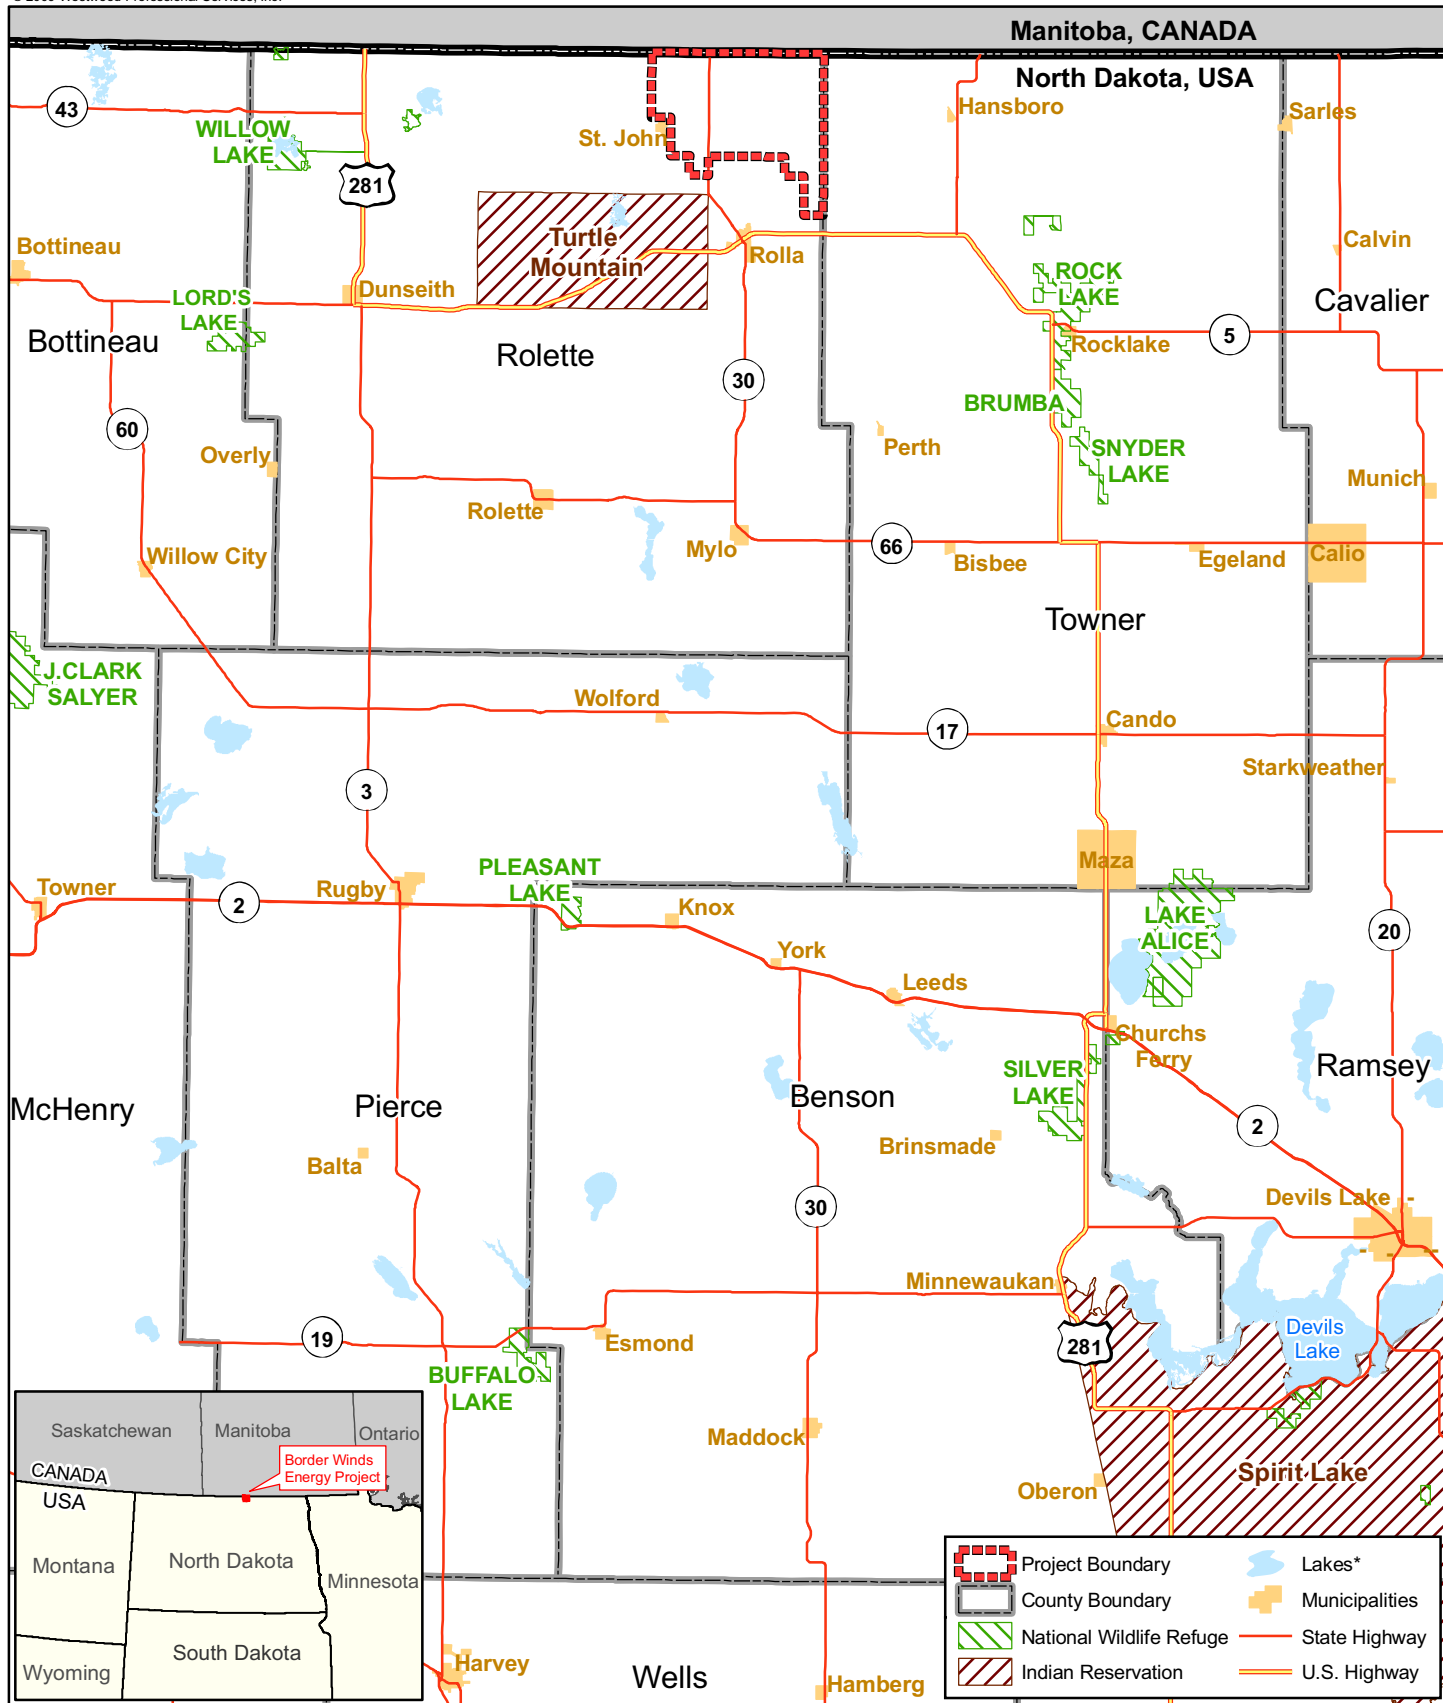 Manitoba, CANADA
North Dakota, USA
43
Hansboro
Sarles
WILLOW
LAKE
St. John
281
Bottineau
Turtle
Mountain
Rolla
Calvin
Dunseith
ROCK
LAKE
LORD'S
LAKE
Cavalier
Bottineau
Rolette
Rocklake
5
30
BRUMBA
60
Overly
Perth
SNYDER
LAKE
Munich
Rolette
Willow City
Mylo
66
Bisbee
Egeland
Calio
Towner
J.CLARK
SALYER
Wolford
17
Cando
Starkweather
3
PLEASANT
LAKE
Maza
Towner
2
Rugby
Knox
LAKE
ALICE
20
York
Leeds
Churchs
Ferry
SILVER
LAKE
Ramsey
McHenry
Pierce
Benson
2
Brinsmade
Balta
30
Devils Lake
Minnewaukan
19
Esmond
281
Devils
Lake
BUFFALO
LAKE
Maddock
Spirit Lake
Oberon
Saskatchewan
Manitoba
Ontario
Border Winds
Energy Project
CANADA
USA
Montana
North Dakota
Minnesota
South Dakota
Wyoming
Harvey
Wells
Hamberg
Project Boundary
County Boundary
National Wildlife Refuge
Indian Reservation
Lakes*
Municipalities
State Highway
U.S. Highway